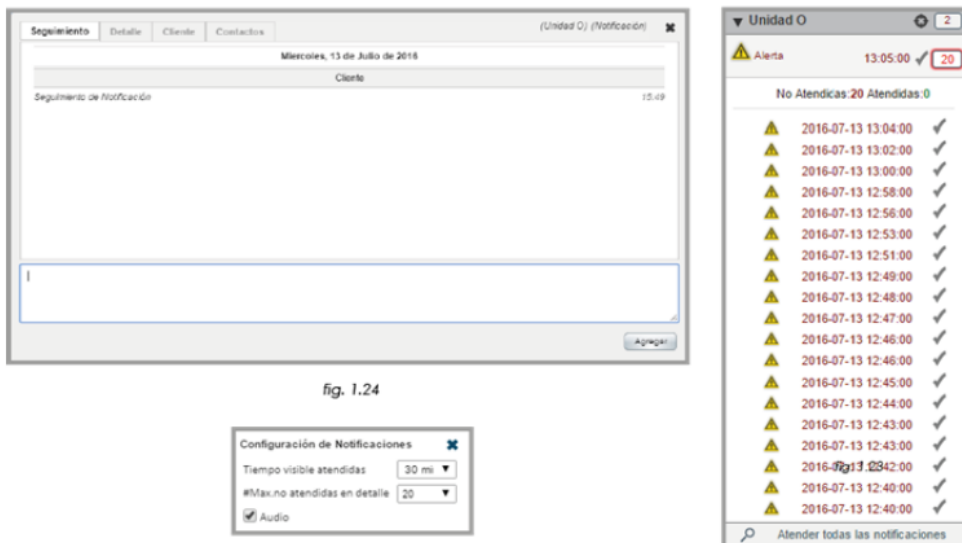 Seguimiento Detalle Cliente Contactos (Unidad O) (Notificación)
Miercoles, 13 de Julio de 2016
Cliente
Seguimiento de Notificación 15:49
Agregar
fig. 1.24
Configuración de Notificaciones
Tiempo visible atendidas 30 mi
#Max.no atendidas en detalle 20
Audio
Unidad O 2
Alerta 13:05:00 20
No Atendicas:20 Atendidas:0
2016-07-13 13:04:00
2016-07-13 13:02:00
2016-07-13 13:00:00
2016-07-13 12:58:00
2016-07-13 12:56:00
2016-07-13 12:53:00
2016-07-13 12:51:00
2016-07-13 12:49:00
2016-07-13 12:48:00
2016-07-13 12:47:00
2016-07-13 12:46:00
2016-07-13 12:46:00
2016-07-13 12:45:00
2016-07-13 12:44:00
2016-07-13 12:43:00
2016-07-13 12:43:00
fig. 1.23
2016-07-13 12:40:00
2016-07-13 12:40:00
Atender todas las notificaciones